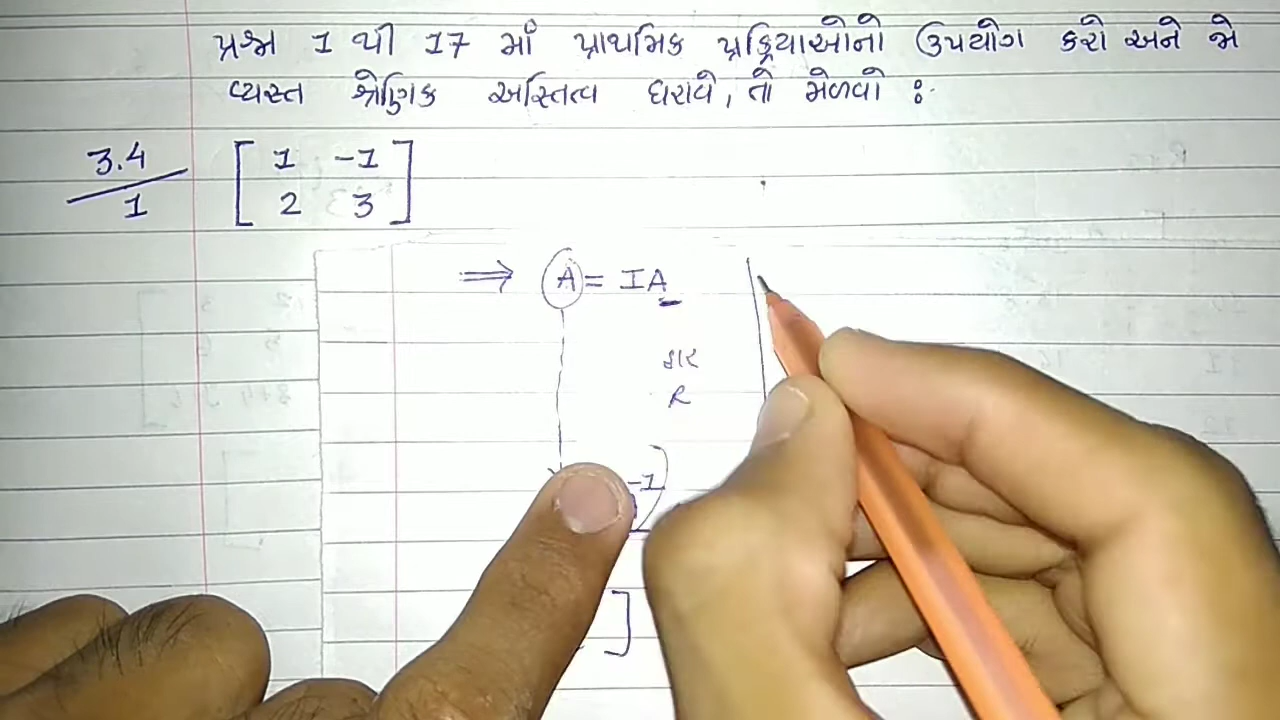 પ્રશ્ન 1 થી 17 માં પ્રાથમિક પ્રક્રિયાઓનો ઉપયોગ કરો અને જો
વ્યસ્ત શ્રેણિક અસ્તિત્વ ધરાવે, તો મેળવો :
3.4 [ 1 -1 ]
1 [ 2 3 ]
⇒ A = IA
હાર
R
-1
]